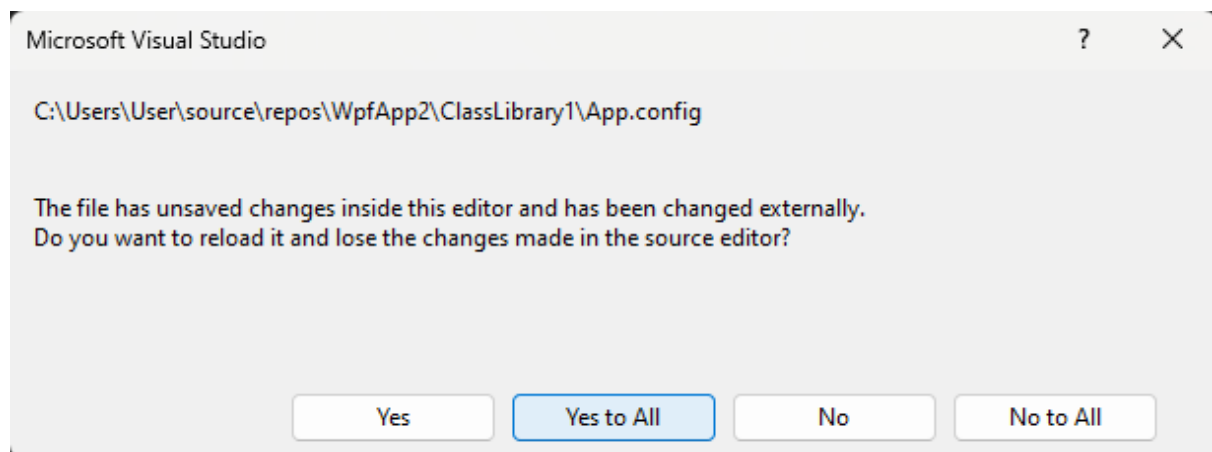 Microsoft Visual Studio ?
C:\Users\User\source\repos\WpfApp2\ClassLibrary1\App.config
The file has unsaved changes inside this editor and has been changed externally.
Do you want to reload it and lose the changes made in the source editor?
Yes Yes to All No No to All